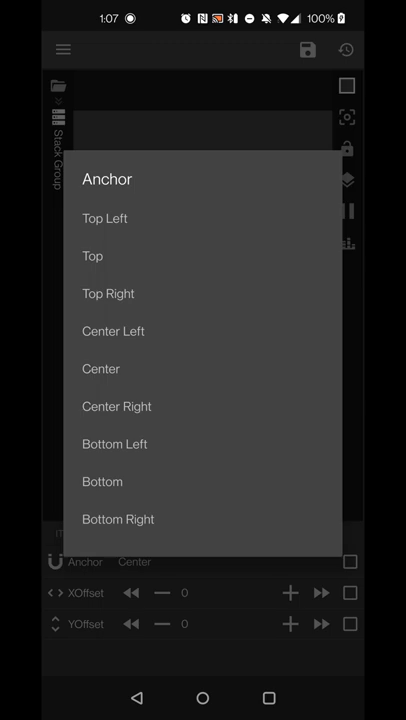 1:07
100%
Stack Group
Anchor
Top Left
Top
Top Right
Center Left
Center
Center Right
Bottom Left
Bottom
Bottom Right
Anchor Center
XOffset 0
YOffset 0